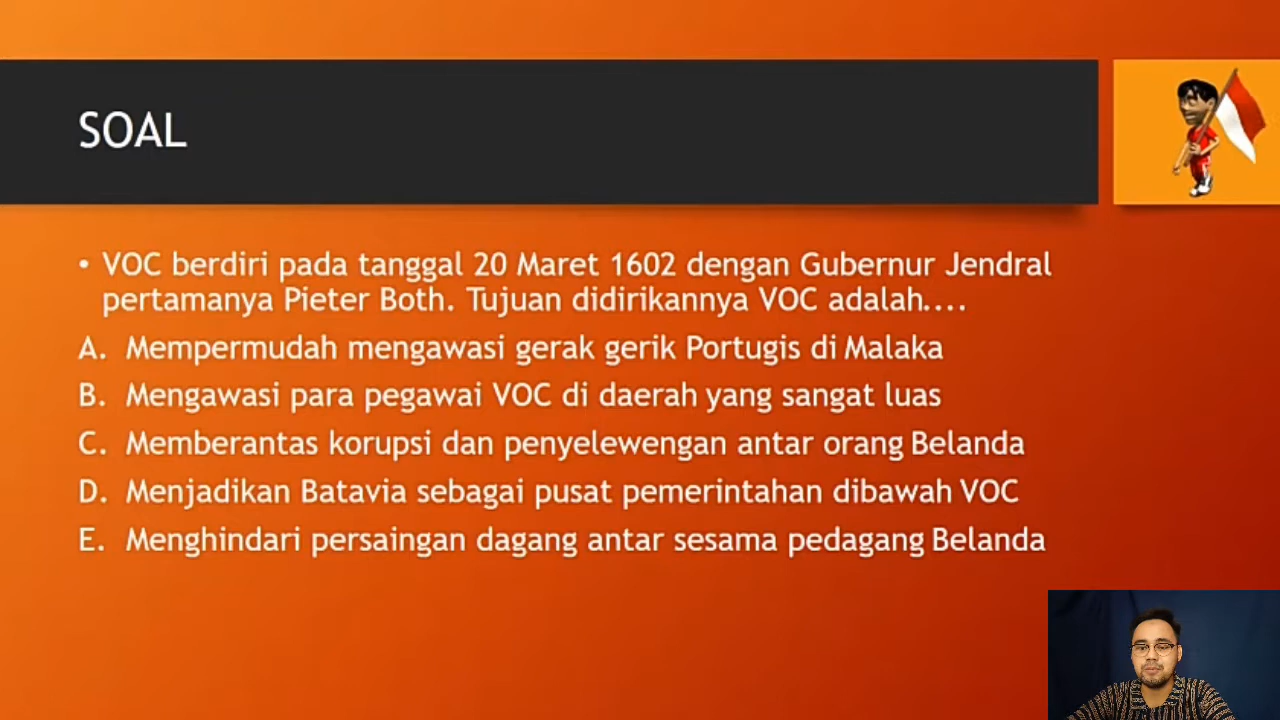 SOAL
• VOC berdiri pada tanggal 20 Maret 1602 dengan Gubernur Jendral
pertamanya Pieter Both. Tujuan didirikannya VOC adalah....
A. Mempermudah mengawasi gerak gerik Portugis di Malaka
B. Mengawasi para pegawai VOC di daerah yang sangat luas
C. Memberantas korupsi dan penyelewengan antar orang Belanda
D. Menjadikan Batavia sebagai pusat pemerintahan dibawah VOC
E. Menghindari persaingan dagang antar sesama pedagang Belanda